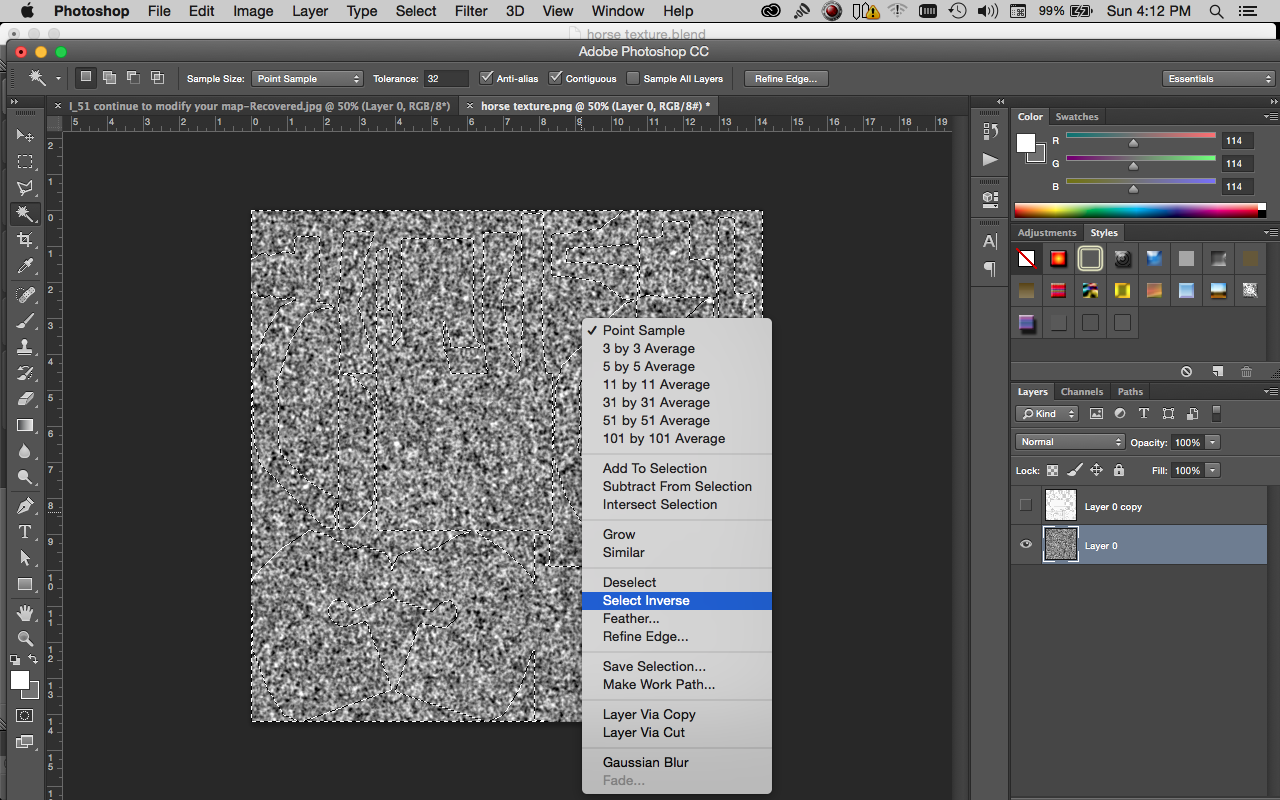 Photoshop File Edit Image Layer Type Select Filter 3D View Window Help 99% Sun 4:12 PM
horse texture.blend
Adobe Photoshop CC
Sample Size: Point Sample Tolerance: 32 Anti-alias Contiguous Sample All Layers Refine Edge... Essentials
× I_51 continue to modify your map-Recovered.jpg @ 50% (Layer 0, RGB/8*) × horse texture.png @ 50% (Layer 0, RGB/8#) *
5 4 3 2 1 0 1 2 3 4 5 6 7 8 9 10 11 12 13 14 15 16 17 18 19
2
1
0
1
2
3
4
5
6
7
8
9
10
11
12
13
14
15
Point Sample
3 by 3 Average
5 by 5 Average
11 by 11 Average
31 by 31 Average
51 by 51 Average
101 by 101 Average
Add To Selection
Subtract From Selection
Intersect Selection
Grow
Similar
Deselect
Select Inverse
Feather...
Refine Edge...
Save Selection...
Make Work Path...
Layer Via Copy
Layer Via Cut
Gaussian Blur
Fade...
Color Swatches
R 114
G 114
B 114
Adjustments Styles
Layers Channels Paths
Kind
Normal Opacity: 100%
Lock: Fill: 100%
Layer 0 copy
Layer 0